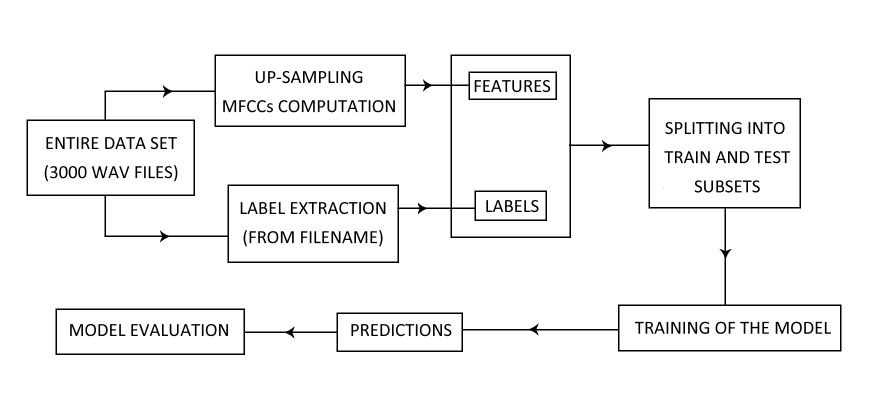 ENTIRE DATA SET
(3000 WAV FILES)
UP-SAMPLING
MFCCs COMPUTATION
LABEL EXTRACTION
(FROM FILENAME)
FEATURES
LABELS
SPLITTING INTO
TRAIN AND TEST
SUBSETS
TRAINING OF THE MODEL
PREDICTIONS
MODEL EVALUATION